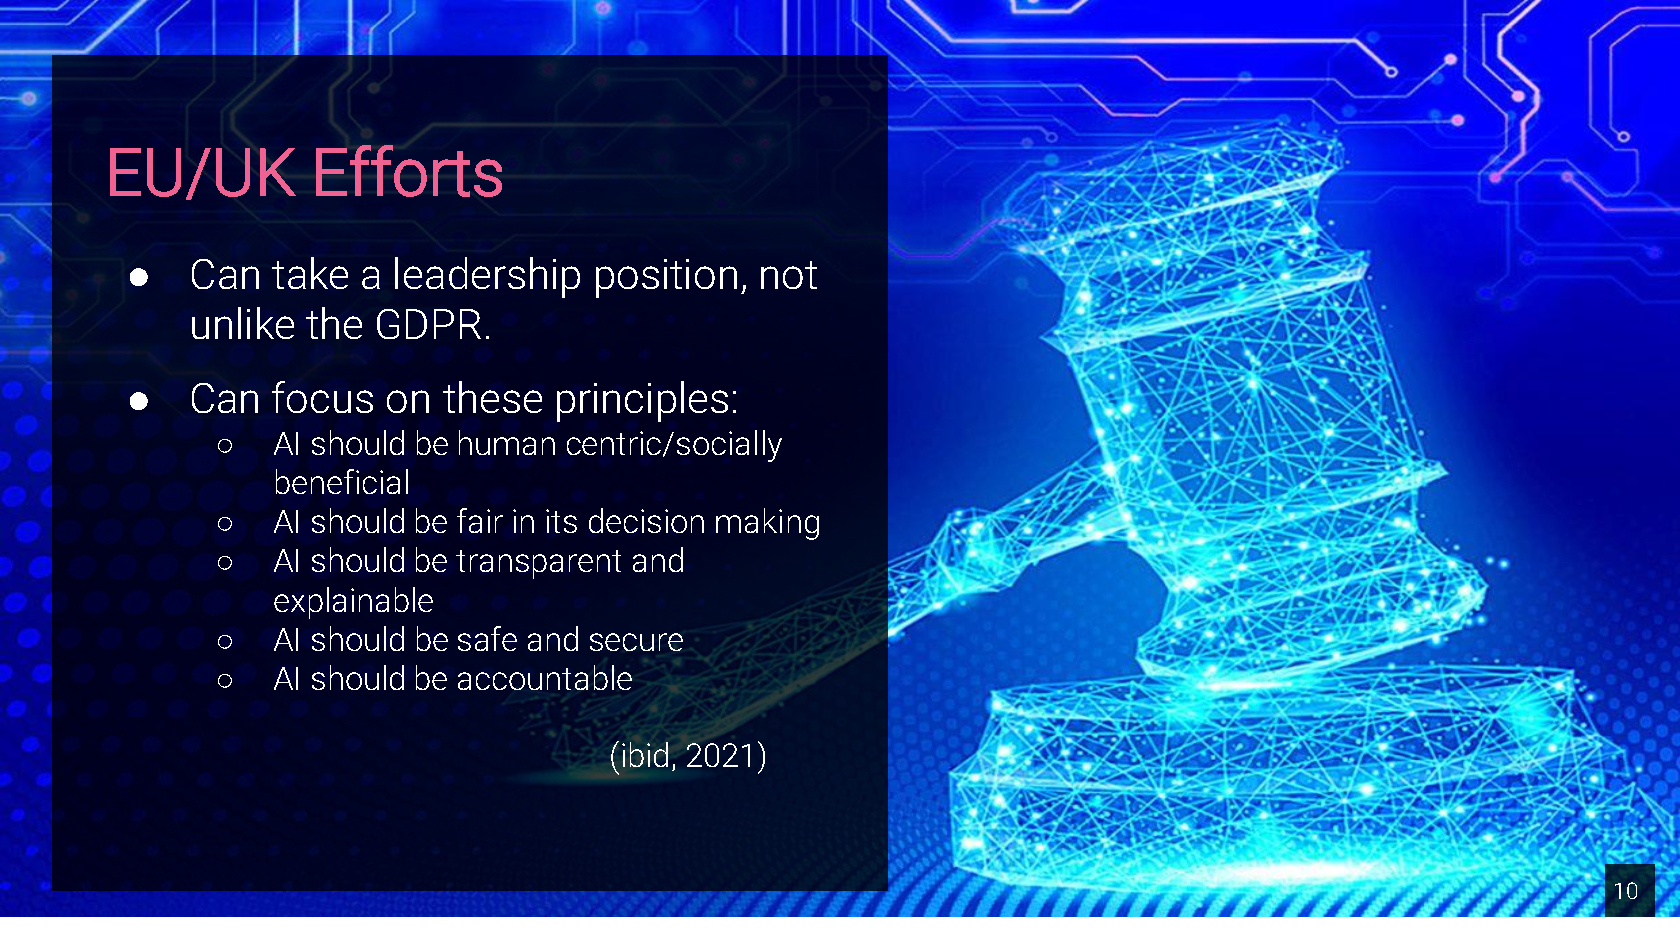 EU/UK Efforts
● Can take a leadership position, not
unlike the GDPR.
● Can focus on these principles:
○ AI should be human centric/socially
beneficial
○ AI should be fair in its decision making
○ AI should be transparent and
explainable
○ AI should be safe and secure
○ AI should be accountable
(ibid, 2021)
10